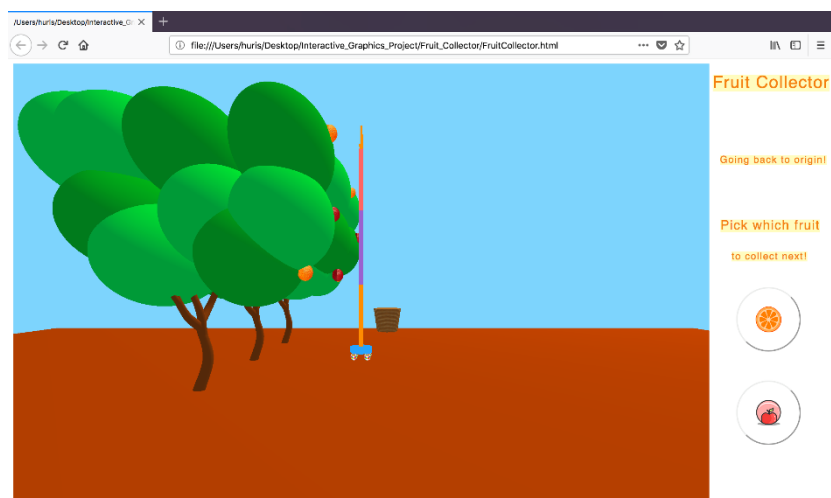 /Users/huris/Desktop/Interactive_Gr
file:///Users/huris/Desktop/Interactive_Graphics_Project/Fruit_Collector/FruitCollector.html
Fruit Collector
Going back to origin!
Pick which fruit
to collect next!